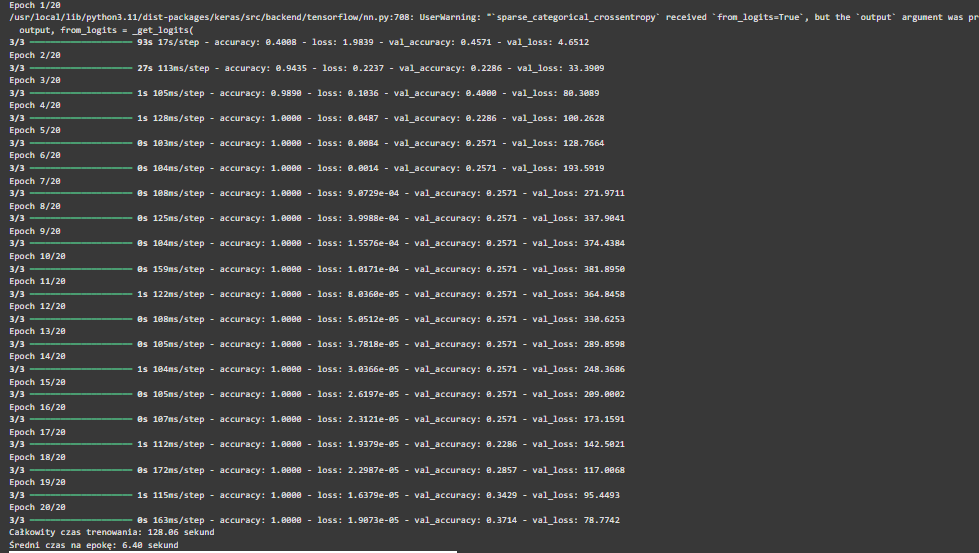 Epoch 1/20
/usr/local/lib/python3.11/dist-packages/keras/src/backend/tensorflow/nn.py:708: UserWarning: "`sparse_categorical_crossentropy` received `from_logits=True`, but the `output` argument was pr
output, from_logits = _get_logits(
3/3 ━━━━━━━━━━━━━━━━━━━━ 93s 17s/step - accuracy: 0.4008 - loss: 1.9839 - val_accuracy: 0.4571 - val_loss: 4.6512
Epoch 2/20
3/3 ━━━━━━━━━━━━━━━━━━━━ 27s 113ms/step - accuracy: 0.9435 - loss: 0.2237 - val_accuracy: 0.2286 - val_loss: 33.3909
Epoch 3/20
3/3 ━━━━━━━━━━━━━━━━━━━━ 1s 105ms/step - accuracy: 0.9890 - loss: 0.1036 - val_accuracy: 0.4000 - val_loss: 80.3089
Epoch 4/20
3/3 ━━━━━━━━━━━━━━━━━━━━ 1s 128ms/step - accuracy: 1.0000 - loss: 0.0487 - val_accuracy: 0.2286 - val_loss: 100.2628
Epoch 5/20
3/3 ━━━━━━━━━━━━━━━━━━━━ 0s 103ms/step - accuracy: 1.0000 - loss: 0.0084 - val_accuracy: 0.2571 - val_loss: 128.7664
Epoch 6/20
3/3 ━━━━━━━━━━━━━━━━━━━━ 0s 104ms/step - accuracy: 1.0000 - loss: 0.0014 - val_accuracy: 0.2571 - val_loss: 193.5919
Epoch 7/20
3/3 ━━━━━━━━━━━━━━━━━━━━ 0s 108ms/step - accuracy: 1.0000 - loss: 9.0729e-04 - val_accuracy: 0.2571 - val_loss: 271.9711
Epoch 8/20
3/3 ━━━━━━━━━━━━━━━━━━━━ 0s 125ms/step - accuracy: 1.0000 - loss: 3.9988e-04 - val_accuracy: 0.2571 - val_loss: 337.9041
Epoch 9/20
3/3 ━━━━━━━━━━━━━━━━━━━━ 0s 104ms/step - accuracy: 1.0000 - loss: 1.5576e-04 - val_accuracy: 0.2571 - val_loss: 374.4384
Epoch 10/20
3/3 ━━━━━━━━━━━━━━━━━━━━ 0s 159ms/step - accuracy: 1.0000 - loss: 1.0171e-04 - val_accuracy: 0.2571 - val_loss: 381.8950
Epoch 11/20
3/3 ━━━━━━━━━━━━━━━━━━━━ 1s 122ms/step - accuracy: 1.0000 - loss: 8.0360e-05 - val_accuracy: 0.2571 - val_loss: 364.8458
Epoch 12/20
3/3 ━━━━━━━━━━━━━━━━━━━━ 0s 108ms/step - accuracy: 1.0000 - loss: 5.0512e-05 - val_accuracy: 0.2571 - val_loss: 330.6253
Epoch 13/20
3/3 ━━━━━━━━━━━━━━━━━━━━ 0s 105ms/step - accuracy: 1.0000 - loss: 3.7818e-05 - val_accuracy: 0.2571 - val_loss: 289.8598
Epoch 14/20
3/3 ━━━━━━━━━━━━━━━━━━━━ 1s 104ms/step - accuracy: 1.0000 - loss: 3.0366e-05 - val_accuracy: 0.2571 - val_loss: 248.3686
Epoch 15/20
3/3 ━━━━━━━━━━━━━━━━━━━━ 0s 105ms/step - accuracy: 1.0000 - loss: 2.6197e-05 - val_accuracy: 0.2571 - val_loss: 209.0002
Epoch 16/20
3/3 ━━━━━━━━━━━━━━━━━━━━ 0s 107ms/step - accuracy: 1.0000 - loss: 2.3121e-05 - val_accuracy: 0.2571 - val_loss: 173.1591
Epoch 17/20
3/3 ━━━━━━━━━━━━━━━━━━━━ 1s 112ms/step - accuracy: 1.0000 - loss: 1.9379e-05 - val_accuracy: 0.2286 - val_loss: 142.5021
Epoch 18/20
3/3 ━━━━━━━━━━━━━━━━━━━━ 0s 172ms/step - accuracy: 1.0000 - loss: 2.2987e-05 - val_accuracy: 0.2857 - val_loss: 117.0068
Epoch 19/20
3/3 ━━━━━━━━━━━━━━━━━━━━ 1s 115ms/step - accuracy: 1.0000 - loss: 1.6379e-05 - val_accuracy: 0.3429 - val_loss: 95.4493
Epoch 20/20
3/3 ━━━━━━━━━━━━━━━━━━━━ 0s 163ms/step - accuracy: 1.0000 - loss: 1.9073e-05 - val_accuracy: 0.3714 - val_loss: 78.7742
Całkowity czas trenowania: 128.06 sekund
Średni czas na epokę: 6.40 sekund